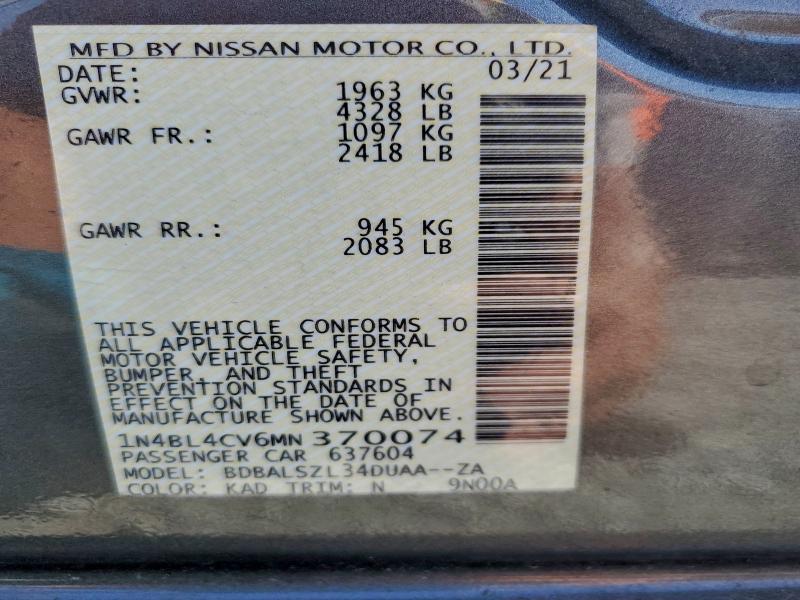 MFD BY NISSAN MOTOR CO., LTD.
DATE: 03/21
GVWR: 1963 KG
4328 LB
GAWR FR.: 1097 KG
2418 LB
GAWR RR.: 945 KG
2083 LB
THIS VEHICLE CONFORMS TO
ALL APPLICABLE FEDERAL
MOTOR VEHICLE SAFETY,
BUMPER, AND THEFT
PREVENTION STANDARDS IN
EFFECT ON THE DATE OF
MANUFACTURE SHOWN ABOVE.
1N4BL4CV6MN370074
PASSENGER CAR 637604
MODEL: BDBALSZL34DUAA--ZA
COLOR: KAD TRIM: N 9N00A